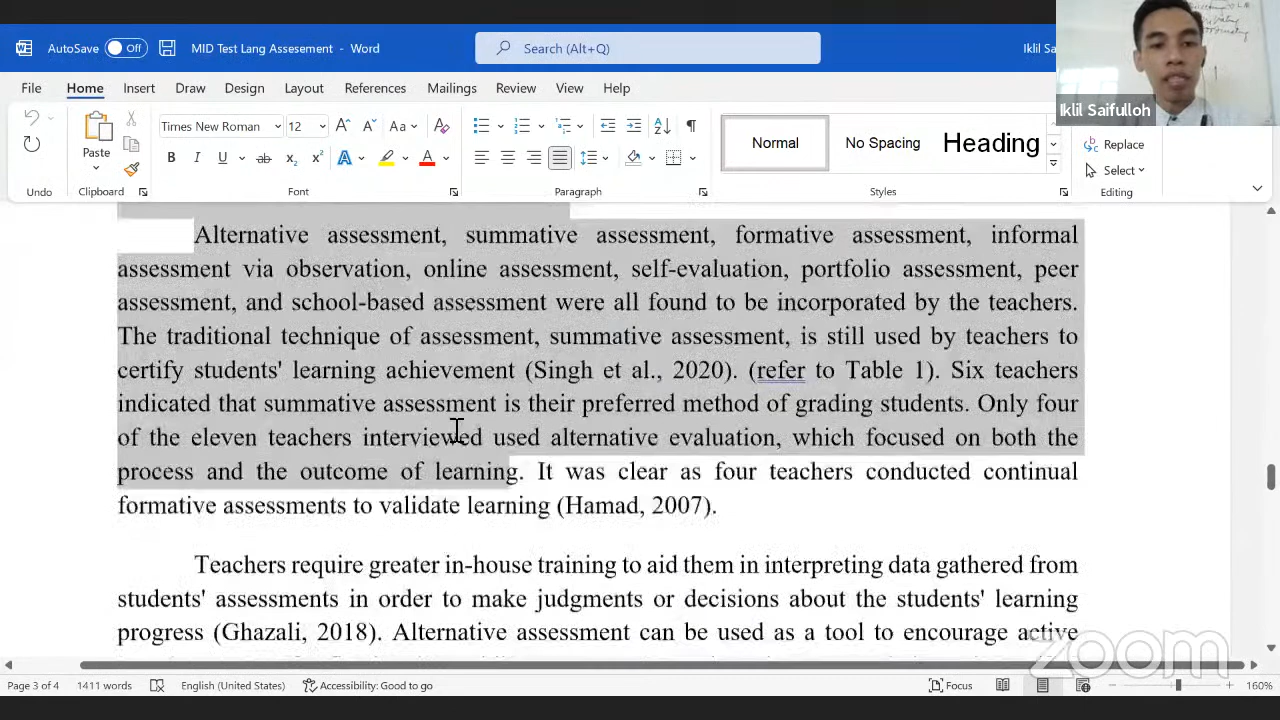 AutoSave Off MID Test Lang Assesement - Word Search (Alt+Q) Iklil Sa
File Home Insert Draw Design Layout References Mailings Review View Help
Iklil Saifulloh
Paste
Times New Roman 12
Normal No Spacing Heading
Replace
Select
Undo Clipboard Font Paragraph Styles Editing
Alternative assessment, summative assessment, formative assessment, informal
assessment via observation, online assessment, self-evaluation, portfolio assessment, peer
assessment, and school-based assessment were all found to be incorporated by the teachers.
The traditional technique of assessment, summative assessment, is still used by teachers to
certify students' learning achievement (Singh et al., 2020). (refer to Table 1). Six teachers
indicated that summative assessment is their preferred method of grading students. Only four
of the eleven teachers interviewed used alternative evaluation, which focused on both the
process and the outcome of learning. It was clear as four teachers conducted continual
formative assessments to validate learning (Hamad, 2007).
Teachers require greater in-house training to aid them in interpreting data gathered from
students' assessments in order to make judgments or decisions about the students' learning
progress (Ghazali, 2018). Alternative assessment can be used as a tool to encourage active
zoom
Page 3 of 4 1411 words English (United States) Accessibility: Good to go Focus 160%